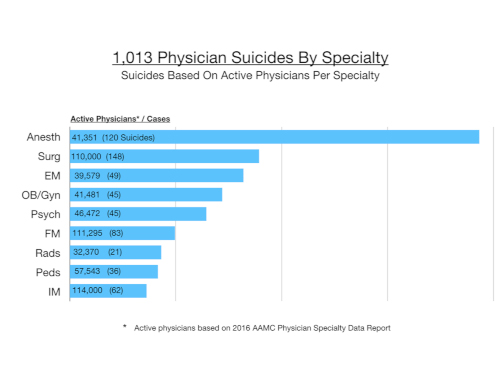 1,013 Physician Suicides By Specialty
Suicides Based On Active Physicians Per Specialty
Active Physicians* / Cases
Anesth 41,351 (120 Suicides)
Surg 110,000 (148)
EM 39,579 (49)
OB/Gyn 41,481 (45)
Psych 46,472 (45)
FM 111,295 (83)
Rads 32,370 (21)
Peds 57,543 (36)
IM 114,000 (62)
* Active physicians based on 2016 AAMC Physician Specialty Data Report